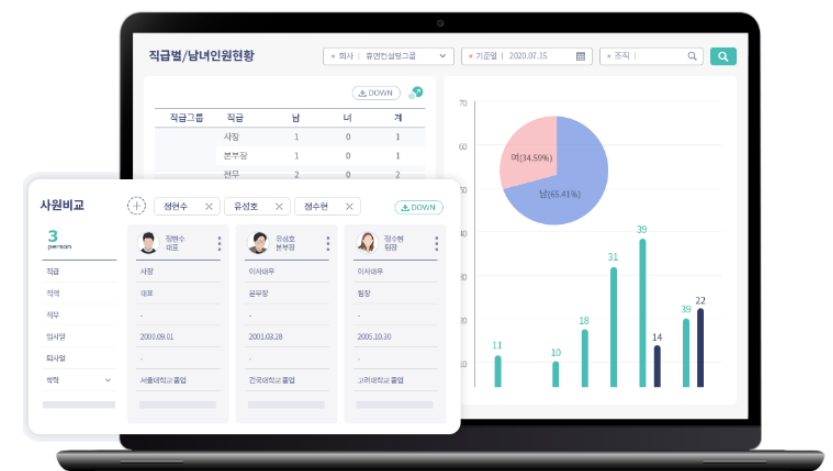 직급별/남녀인원현황
• 회사 | 휴먼컨설팅그룹
• 기준일 | 2020.07.15
• 조직 |
DOWN
직급그룹 직급 남 녀 계
사장 1 0 1
본부장 1 0 1
전무 2 0 2
사원비교
정현수 ×
유성호 ×
정수현 ×
DOWN
3
person
정현수
대표
유성호
본부장
정수현
팀장
직급 사장 이사대우 이사대우
직책 대표 본부장 팀장
직무 - - -
입사일 2000.09.01 2001.08.28 2005.10.30
퇴사일 - - -
학력 서울대학교 졸업 건국대학교 졸업 고려대학교 졸업
70
60
50
30
20
10
여(34.59%)
남(65.41%)
11
10
18
31
39
14
39
22